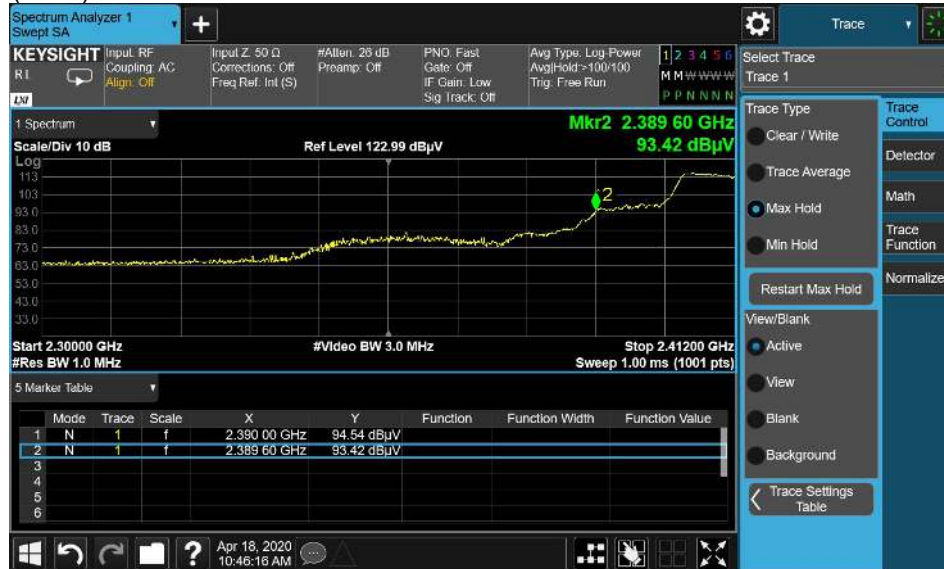 Spectrum Analyzer 1
Swept SA
Trace
KEYSIGHT
RL
LXI
Input: RF
Coupling: AC
Align: Off
Input Z: 50 Ω
Corrections: Off
Freq Ref: Int (S)
#Atten: 26 dB
Preamp: Off
PNO: Fast
Gate: Off
IF Gain: Low
Sig Track: Off
Avg Type: Log-Power
Avg|Hold:>100/100
Trig: Free Run
1 2 3 4 5 6
M M W W W W
P P N N N N
Select Trace
Trace 1
1 Spectrum
Scale/Div 10 dB
Ref Level 122.99 dBµV
Mkr2 2.389 60 GHz
93.42 dBµV
Log
113
103
93.0
83.0
73.0
63.0
53.0
43.0
33.0
2
Start 2.30000 GHz
#Res BW 1.0 MHz
#Video BW 3.0 MHz
Stop 2.41200 GHz
Sweep 1.00 ms (1001 pts)
5 Marker Table
Mode Trace Scale X Y Function Function Width Function Value
1 N 1 f 2.390 00 GHz 94.54 dBµV
2 N 1 f 2.389 60 GHz 93.42 dBµV
3
4
5
6
Trace Type
Clear / Write
Trace Average
Max Hold
Min Hold
Restart Max Hold
View/Blank
Active
View
Blank
Background
Trace Settings
Table
Trace
Control
Detector
Math
Trace
Function
Normalize
?
Apr 18, 2020
10:46:16 AM